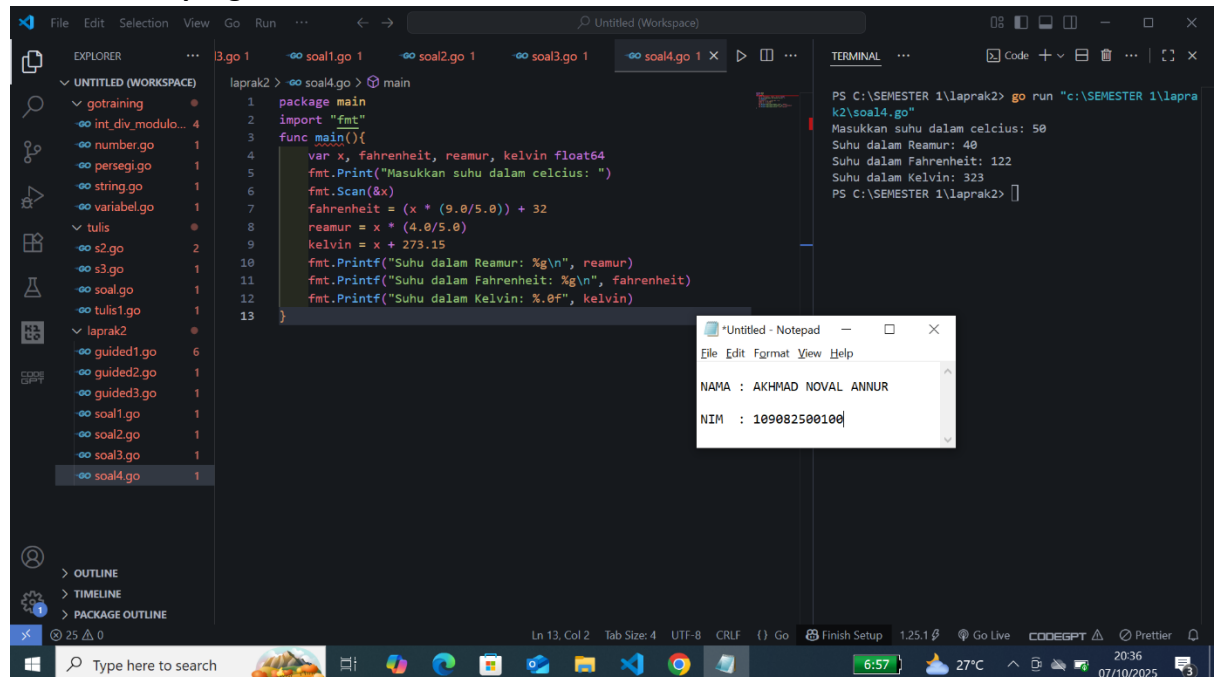 File Edit Selection View Go Run ··· Untitled (Workspace)
EXPLORER ···
UNTITLED (WORKSPACE)
gotraining
int_div_modulo... 4
number.go 1
persegi.go 1
string.go 1
variabel.go 1
tulis
s2.go 2
s3.go 1
soal.go 1
tulis1.go 1
laprak2
guided1.go 6
guided2.go 1
guided3.go 1
soal1.go 1
soal2.go 1
soal3.go 1
soal4.go 1
OUTLINE
TIMELINE
PACKAGE OUTLINE
CODE GPT
3.go 1 soal1.go 1 soal2.go 1 soal3.go 1 soal4.go 1 ···
laprak2 > soal4.go > main
1 package main
2 import "fmt"
3 func main(){
4 var x, fahrenheit, reamur, kelvin float64
5 fmt.Print("Masukkan suhu dalam celcius: ")
6 fmt.Scan(&x)
7 fahrenheit = (x * (9.0/5.0)) + 32
8 reamur = x * (4.0/5.0)
9 kelvin = x + 273.15
10 fmt.Printf("Suhu dalam Reamur: %g\n", reamur)
11 fmt.Printf("Suhu dalam Fahrenheit: %g\n", fahrenheit)
12 fmt.Printf("Suhu dalam Kelvin: %.0f", kelvin)
13 }
TERMINAL ··· Code
PS C:\SEMESTER 1\laprak2> go run "c:\SEMESTER 1\lapra
k2\soal4.go"
Masukkan suhu dalam celcius: 50
Suhu dalam Reamur: 40
Suhu dalam Fahrenheit: 122
Suhu dalam Kelvin: 323
PS C:\SEMESTER 1\laprak2>
*Untitled - Notepad
File Edit Format View Help
NAMA : AKHMAD NOVAL ANNUR
NIM : 109082500100
25 0 Ln 13, Col 2 Tab Size: 4 UTF-8 CRLF {} Go Finish Setup 1.25.1 Go Live CODEGPT Prettier
1
Type here to search 6:57 27°C 20:36
07/10/2025 3